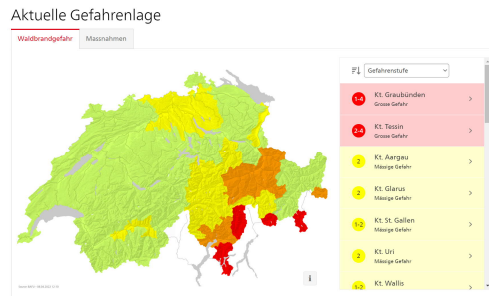 Aktuelle Gefahrenlage
Waldbrandgefahr
Massnahmen
Gefahrenstufe
1-4
Kt. Graubünden
Grosse Gefahr
2-4
Kt. Tessin
Grosse Gefahr
2
Kt. Aargau
Mässige Gefahr
2
Kt. Glarus
Mässige Gefahr
1-2
Kt. St. Gallen
Mässige Gefahr
2
Kt. Uri
Mässige Gefahr
1-2
Kt. Wallis
i